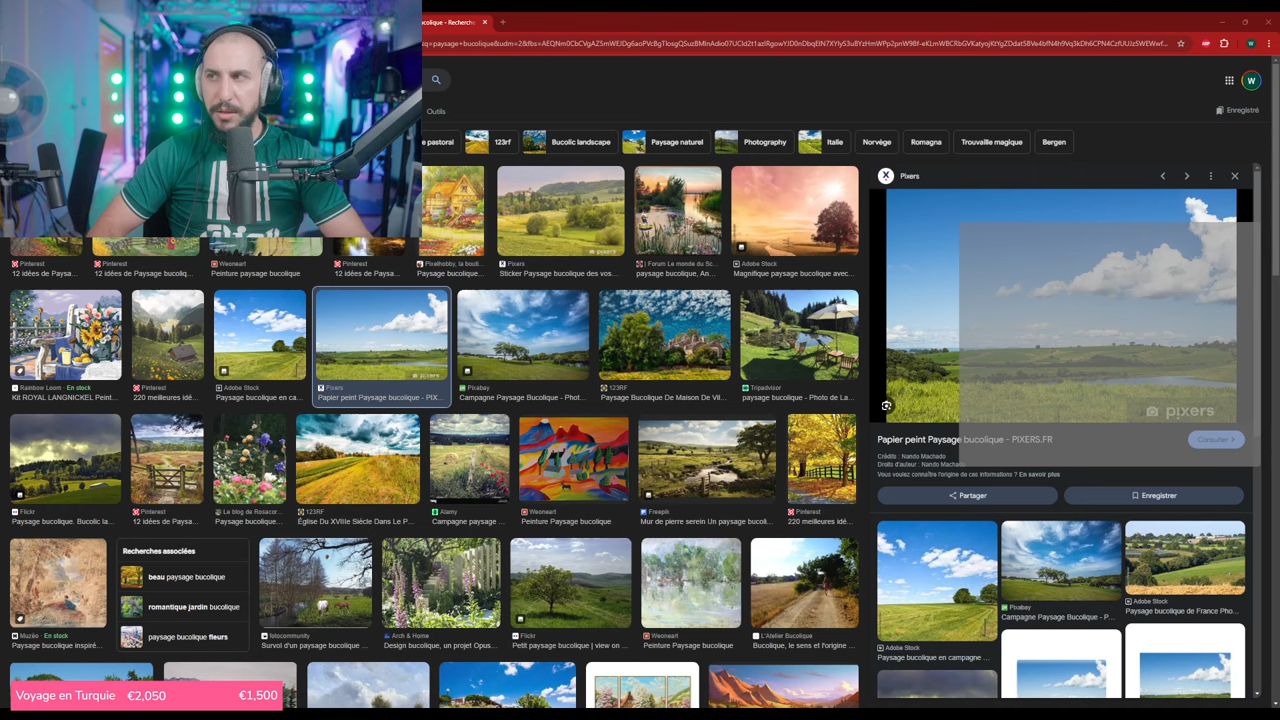 ucolique - Recherche
Outils
Enregistré
e pastoral
123rf
Bucolic landscape
Paysage naturel
Photography
Italie
Norvège
Romagna
Trouvaille magique
Bergen
Pixers
Pinterest
12 idées de Paysa...
Pinterest
12 idées de Paysage bucoliq...
Weoneart
Peinture paysage bucolique
Pinterest
12 idées de Paysa...
Pixelhobby, la bouti...
Paysage bucolique...
Pixers
Sticker Paysage bucolique des vos...
| Forum Le monde du Sc...
paysage bucolique, An...
Adobe Stock
Magnifique paysage bucolique avec...
Rainbow Loom · En stock
Kit ROYAL LANGNICKEL Peint...
Pinterest
220 meilleures idé...
Adobe Stock
Paysage bucolique en ca...
Pixers
Papier peint Paysage bucolique - PIX...
Pixabay
Campagne Paysage Bucolique - Phot...
123RF
Paysage Bucolique De Maison De Vil...
Tripadvisor
paysage bucolique - Photo de La...
pixers
Papier peint Paysage bucolique - PIXERS.FR
Consulter
Crédits : Nando Machado
Droits d'auteur : Nando Machado
Vous voulez connaître l'origine de ces informations ? En savoir plus
Partager
Enregistrer
Flickr
Paysage bucolique. Bucolic la...
Pinterest
12 idées de Paysa...
Le blog de Rosacor...
Paysage bucolique...
123RF
Église Du XVIIIe Siècle Dans Le P...
Alamy
Campagne paysage ...
Weoneart
Peinture Paysage bucolique
Freepik
Mur de pierre serein Un paysage bucoli...
Pinterest
220 meilleures idé...
Muzéo · En stock
Paysage bucolique inspiré...
Recherches associées
beau paysage bucolique
romantique jardin bucolique
paysage bucolique fleurs
fotocommunity
Survol d'un paysage bucolique ...
Arch & Home
Design bucolique, un projet Opus...
Flickr
Petit paysage bucolique | view on ...
Weoneart
Peinture Paysage bucolique
L'Atelier Bucolique
Bucolique, le sens et l'origine ...
Adobe Stock
Paysage bucolique en campagne ...
Pixabay
Campagne Paysage Bucolique - P...
Adobe Stock
Paysage bucolique de France Pho...
Voyage en Turquie €2,050 €1,500